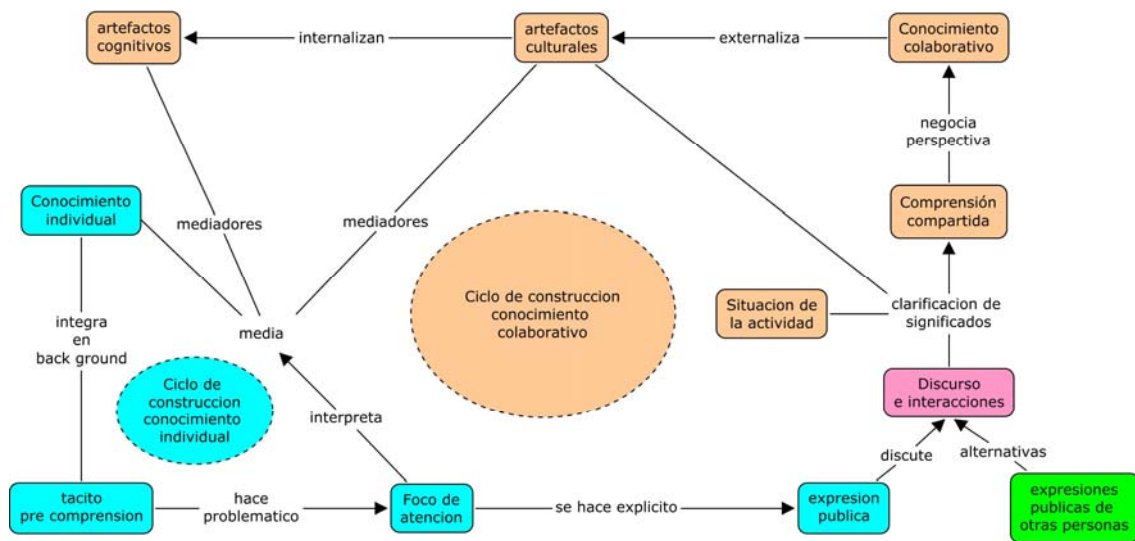 artefactos
cognitivos
internalizan
artefactos
culturales
externaliza
Conocimiento
colaborativo
negocia
perspectiva
Conocimiento
individual
mediadores
mediadores
Comprensión
compartida
Ciclo de construccion
conocimiento
colaborativo
Situacion de
la actividad
clarificacion de
significados
integra
en
back ground
media
Ciclo de
construccion
conocimiento
individual
interpreta
Discurso
e interacciones
discute
alternativas
tacito
pre comprension
hace
problematico
Foco de
atencion
se hace explicito
expresion
publica
expresiones
publicas de
otras personas